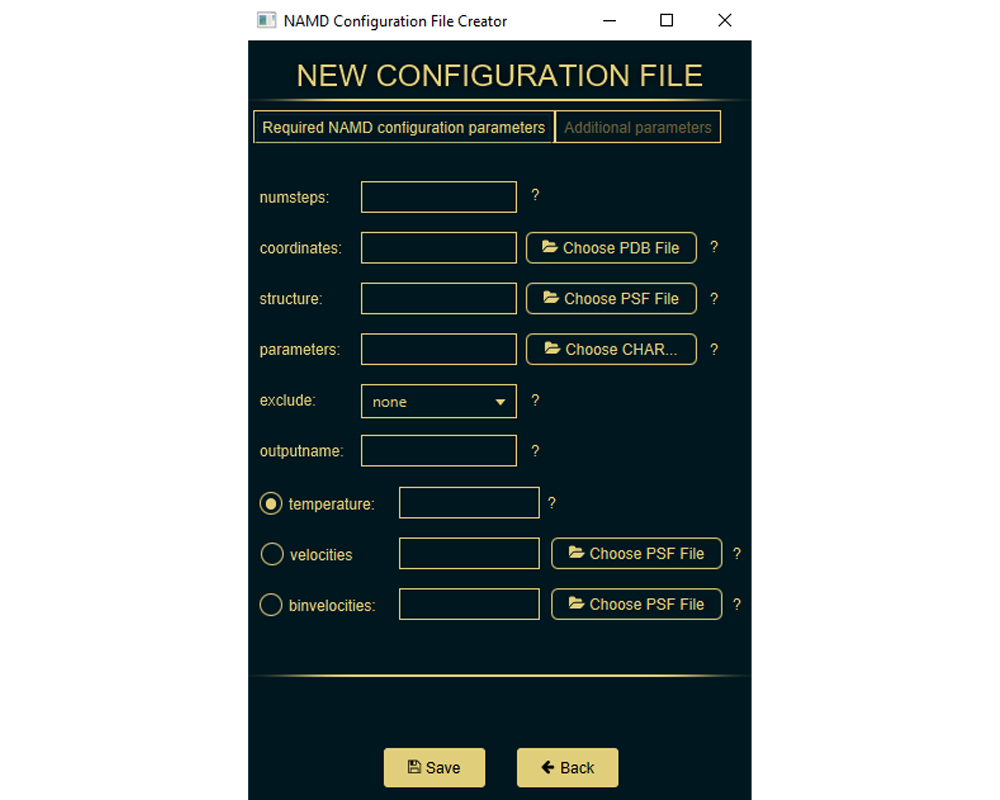 NAMD Configuration File Creator
NEW CONFIGURATION FILE
Required NAMD configuration parameters Additional parameters
numsteps: ?
coordinates: Choose PDB File ?
structure: Choose PSF File ?
parameters: Choose CHAR... ?
exclude: none ?
outputname: ?
temperature: ?
velocities Choose PSF File ?
binvelocities: Choose PSF File ?
Save Back